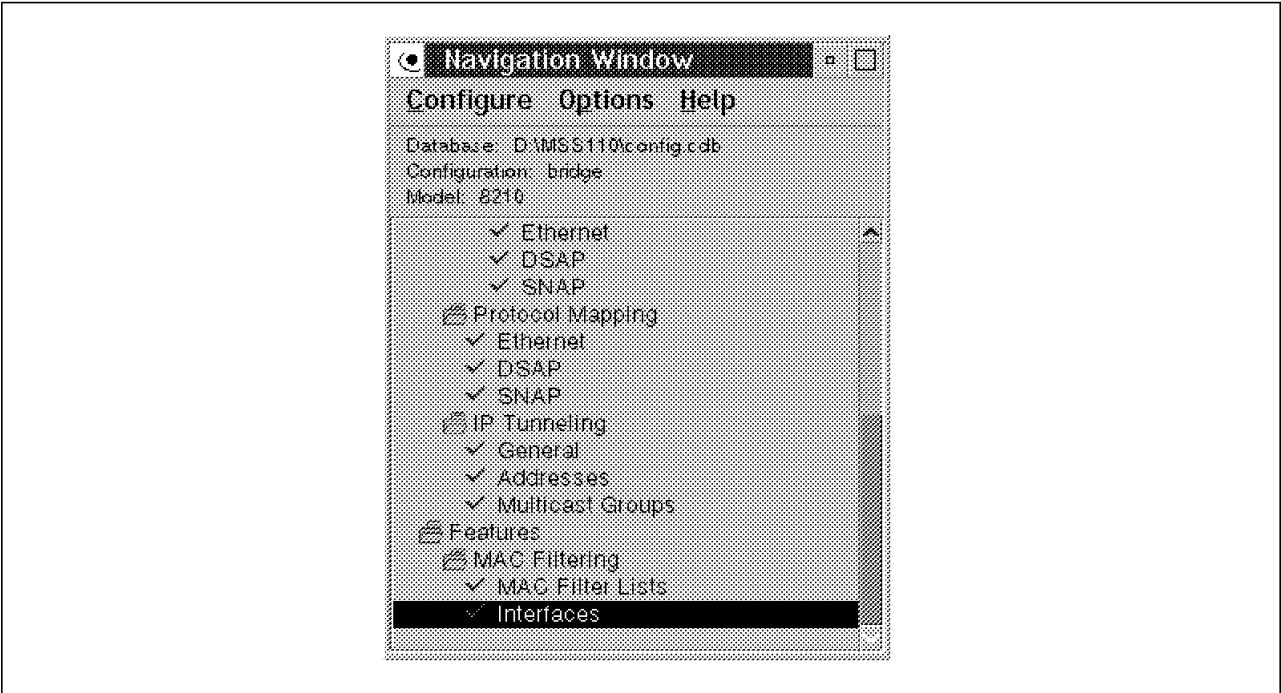 Navigation Window
Configure Options Help
Database: D:\MSS110\config.cdb
Configuration: bridge
Model: 8210
Ethernet
DSAP
SNAP
Protocol Mapping
Ethernet
DSAP
SNAP
IP Tunneling
General
Addresses
Multicast Groups
Features
MAC Filtering
MAC Filter Lists
Interfaces